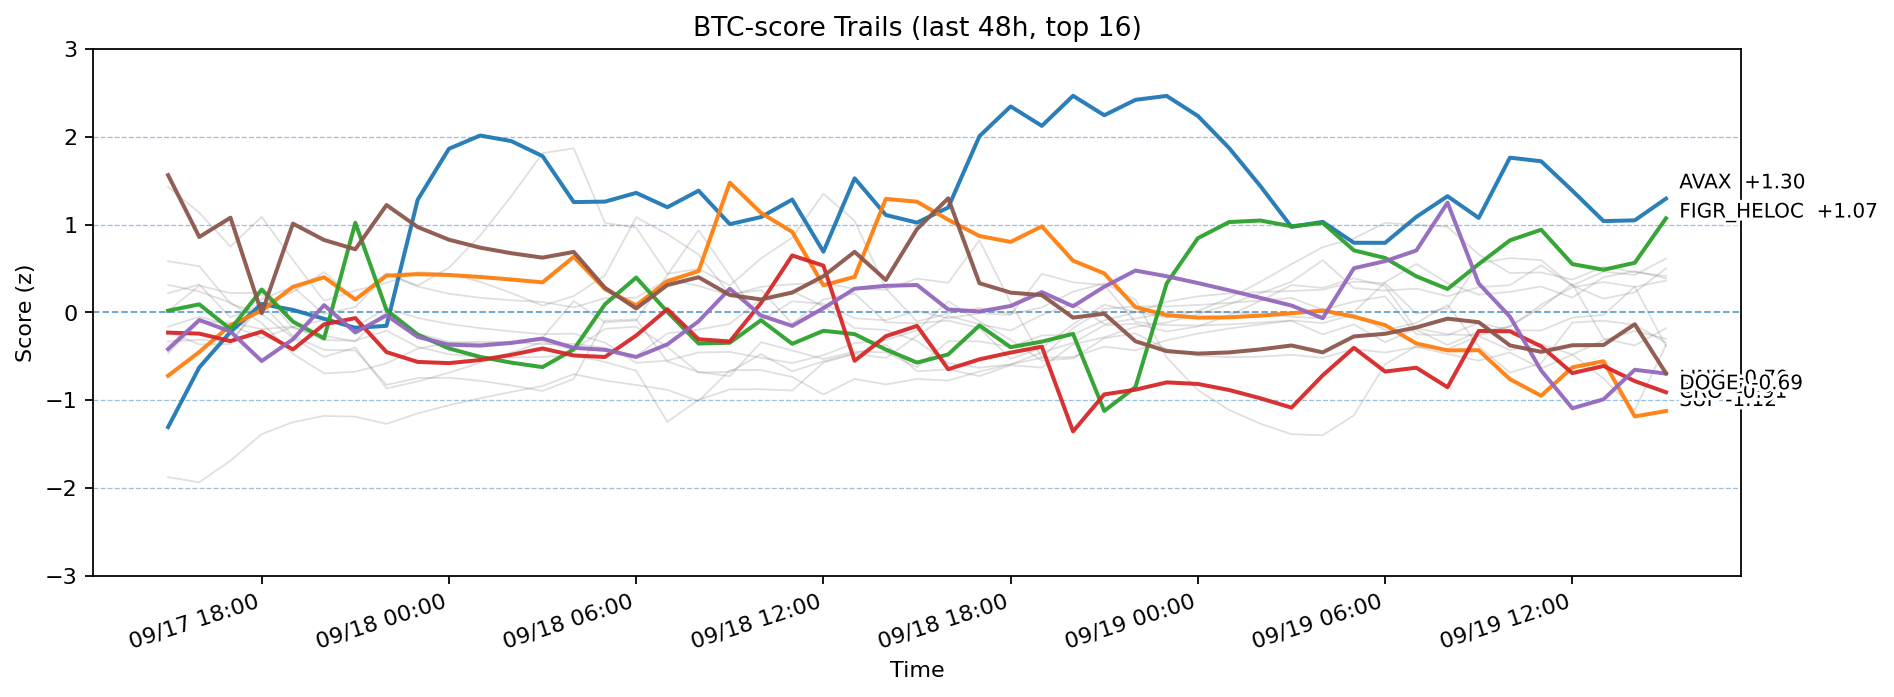 BTC-score Trails (last 48h, top 16)
3
2
1
0
−1
−2
−3
Score (z)
AVAX +1.30
FIGR_HELOC +1.07
DOGE -0.69
09/17 18:00
09/18 00:00
09/18 06:00
09/18 12:00
09/18 18:00
09/19 00:00
09/19 06:00
09/19 12:00
Time